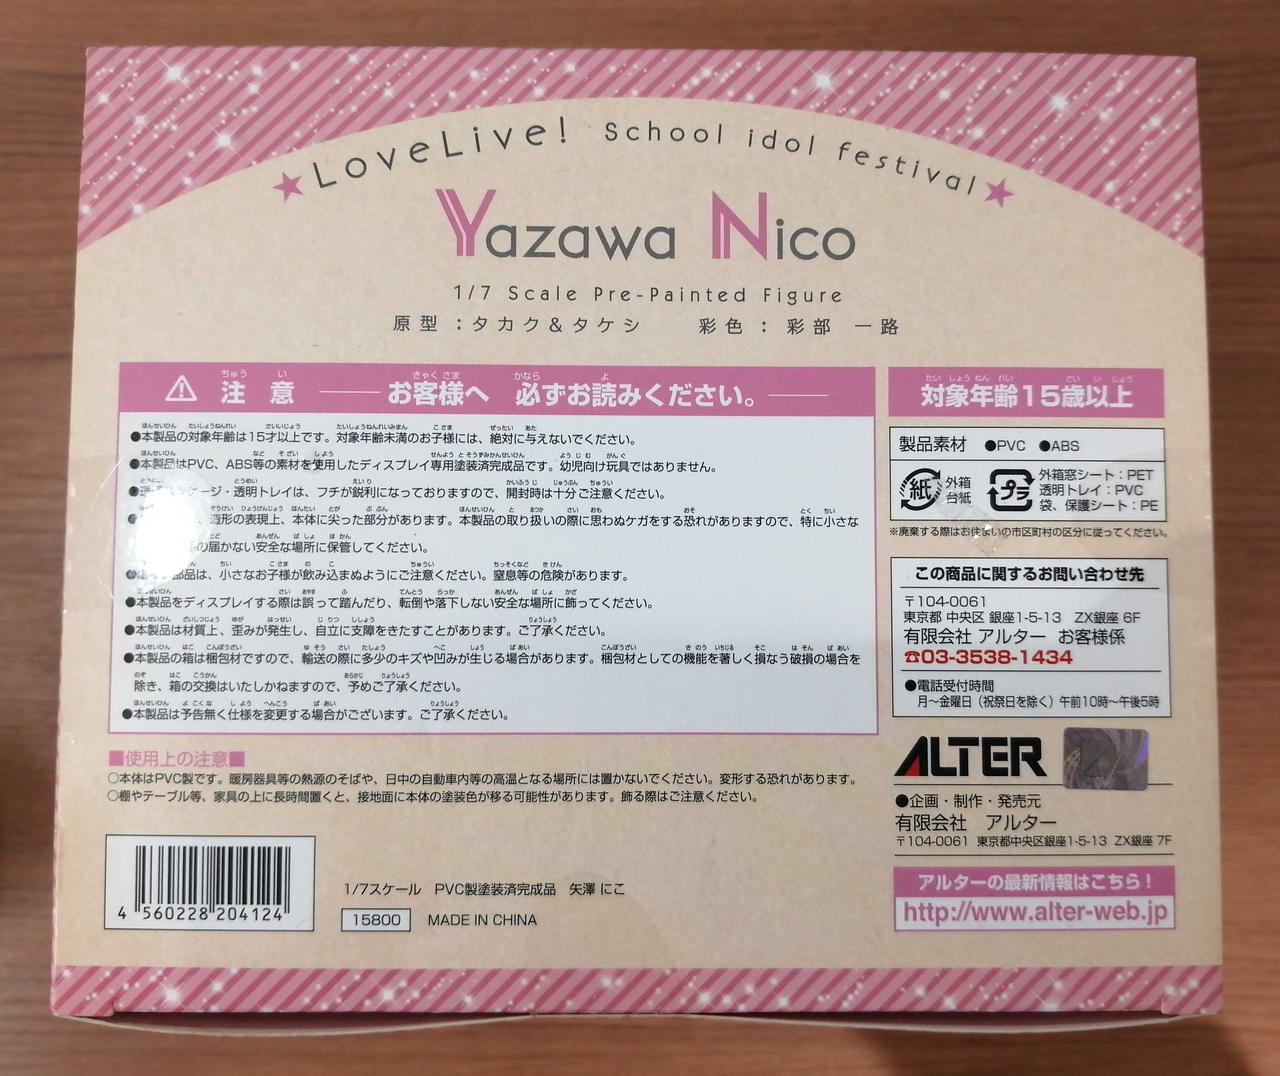 ★LoveLive! School idol festival★
Yazawa Nico
1/7 Scale Pre-Painted Figure
原型：タカク＆タケシ　彩色：彩部 一路
注意 お客様へ 必ずお読みください。
●本製品の対象年齢は15才以上です。対象年齢未満のお子様には、絶対に与えないでください。
●本製品はPVC、ABS等の素材を使用したディスプレイ専用塗装済完成品です。幼児向け玩具ではありません。
ケージ・透明トレイは、フチが鋭利になっておりますので、開封時は十分ご注意ください。
造形の表現上、本体に尖った部分があります。本製品の取り扱いの際に思わぬケガをする恐れがありますので、特に小さな
の届かない安全な場所に保管してください。
部品は、小さなお子様が飲み込まぬようにご注意ください。窒息等の危険があります。
●本製品をディスプレイする際は誤って踏んだり、転倒や落下しない安全な場所に飾ってください。
●本製品は材質上、歪みが発生し、自立に支障をきたすことがあります。ご了承ください。
●本製品の箱は梱包材ですので、輸送の際に多少のキズや凹みが生じる場合があります。梱包材としての機能を著しく損なう破損の場合を
除き、箱の交換はいたしかねますので、予めご了承ください。
●本製品は予告無く仕様を変更する場合がございます。ご了承ください。
■使用上の注意■
○本体はPVC製です。暖房器具等の熱源のそばや、日中の自動車内等の高温となる場所には置かないでください。変形する恐れがあります。
○棚やテーブル等、家具の上に長時間置くと、接地面に本体の塗装色が移る可能性があります。飾る際はご注意ください。
4 560228 204124
1/7スケール　PVC製塗装済完成品　矢澤 にこ
15800 MADE IN CHINA
対象年齢15歳以上
製品素材 ●PVC ●ABS
紙 外箱
台紙
プラ 外箱窓シート：PET
透明トレイ：PVC
袋、保護シート：PE
※廃棄する際はお住まいの市区町村の区分に従ってください。
この商品に関するお問い合わせ先
〒104-0061
東京都 中央区 銀座1-5-13　ZX銀座 6F
有限会社 アルター　お客様係
☎03-3538-1434
●電話受付時間
月～金曜日（祝祭日を除く）午前10時～午後5時
ALTER
●企画・制作・発売元
有限会社　アルター
〒104-0061 東京都中央区銀座1-5-13 ZX銀座 7F
アルターの最新情報はこちら！
http://www.alter-web.jp